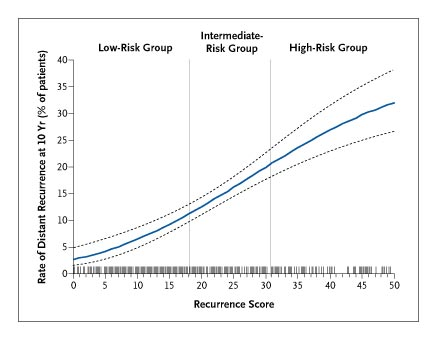 Intermediate-
Low-Risk Group Risk Group High-Risk Group
Rate of Distant Recurrence at 10 Yr (% of patients)
40
35
30
25
20
15
10
5
0
0 5 10 15 20 25 30 35 40 45 50
Recurrence Score